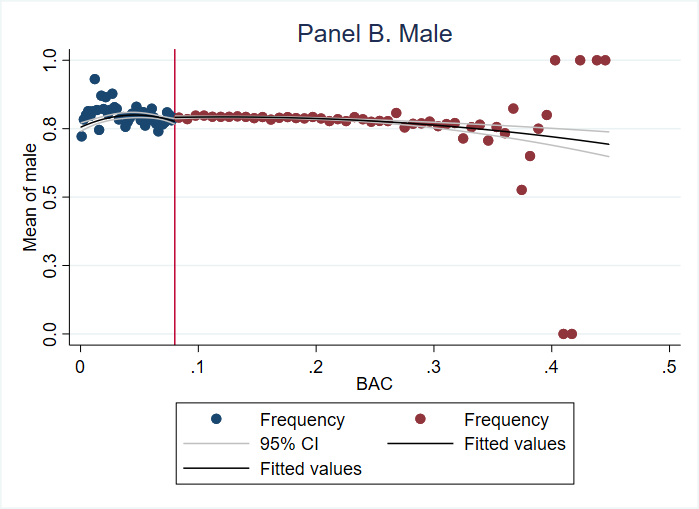 Panel B. Male
Mean of male
1.0
0.8
0.5
0.3
0.0
0 .1 .2 .3 .4 .5
BAC
Frequency Frequency
95% CI Fitted values
Fitted values